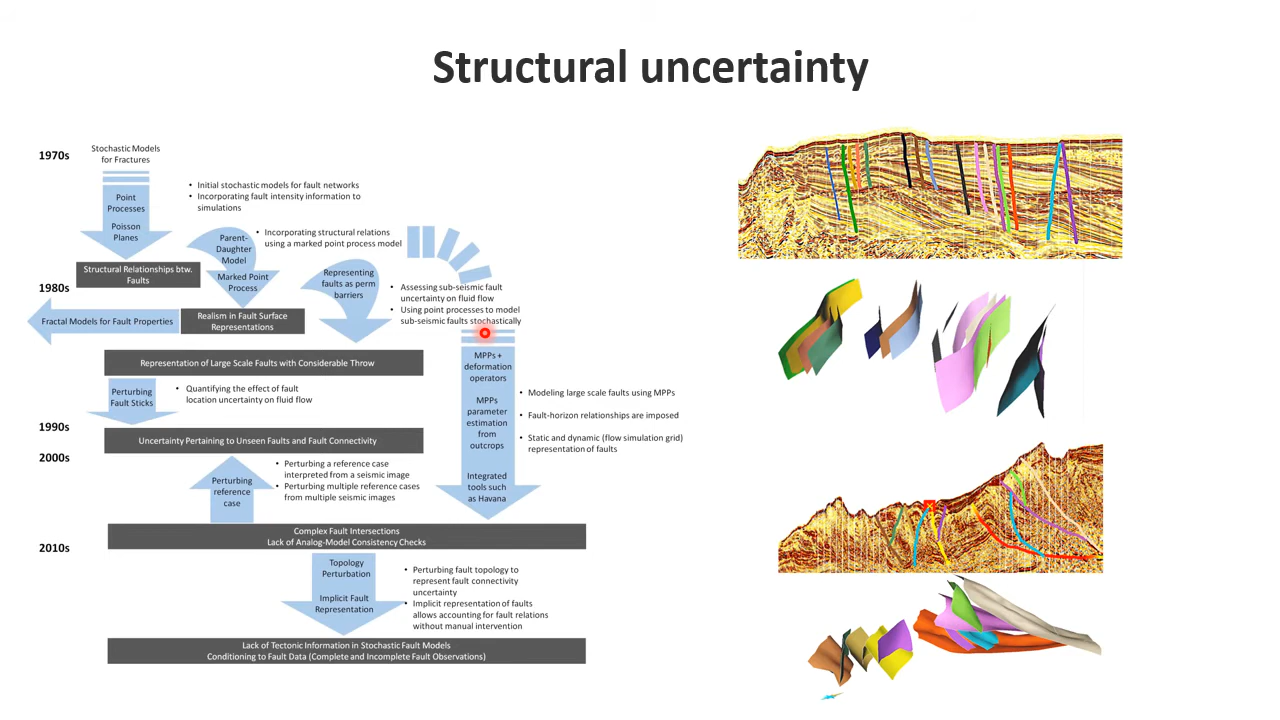 Structural uncertainty
1970s
Stochastic Models
for Fractures
Point
Processes
Poisson
Planes
• Initial stochastic models for fault networks
• Incorporating fault intensity information to
simulations
Parent-
Daughter
Model
Marked Point
Process
• Incorporating structural relations
using a marked point process model
Structural Relationships btw.
Faults
Representing
faults as perm
barriers
1980s
• Assessing sub-seismic fault
uncertainty on fluid flow
• Using point processes to model
sub-seismic faults stochastically
Fractal Models for Fault Properties
Realism in Fault Surface
Representations
Representation of Large Scale Faults with Considerable Throw
MPPs +
deformation
operators
MPPs
parameter
estimation
from
outcrops
Integrated
tools such
as Havana
• Modeling large scale faults using MPPs
• Fault-horizon relationships are imposed
• Static and dynamic (flow simulation grid)
representation of faults
Perturbing
Fault Sticks
• Quantifying the effect of fault
location uncertainty on fluid flow
1990s
Uncertainty Pertaining to Unseen Faults and Fault Connectivity
2000s
Perturbing
reference
case
• Perturbing a reference case
interpreted from a seismic image
• Perturbing multiple reference cases
from multiple seismic images
Complex Fault Intersections
Lack of Analog-Model Consistency Checks
2010s
Topology
Perturbation
Implicit Fault
Representation
• Perturbing fault topology to
represent fault connectivity
uncertainty
• Implicit representation of faults
allows accounting for fault relations
without manual intervention
Lack of Tectonic Information in Stochastic Fault Models
Conditioning to Fault Data (Complete and Incomplete Fault Observations)